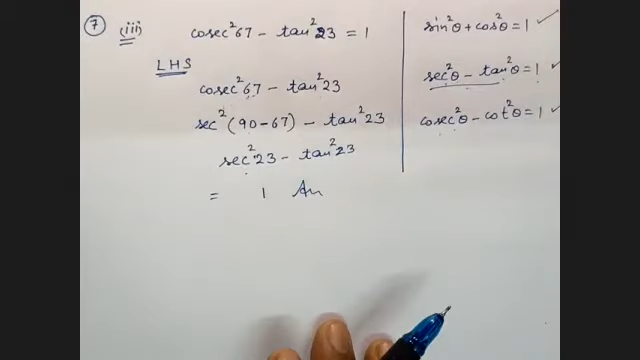 7 (iii) cosec²67 - tan²23 = 1
LHS
cosec²67 - tan²23
sec²(90-67) - tan²23
sec²23 - tan²23
= 1 An
sin²θ + cos²θ = 1
sec²θ - tan²θ = 1
cosec²θ - cot²θ = 1